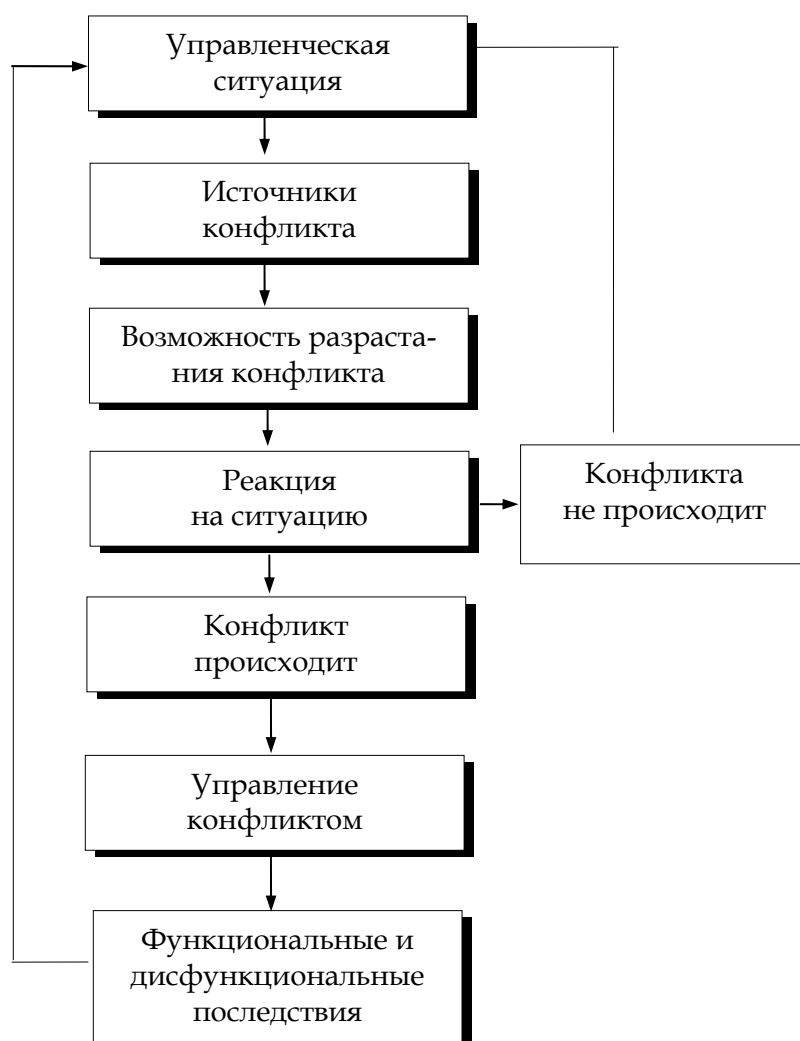 Управленческая
ситуация
Источники
конфликта
Возможность разраста-
ния конфликта
Реакция
на ситуацию
Конфликта
не происходит
Конфликт
происходит
Управление
конфликтом
Функциональные и
дисфункциональные
последствия